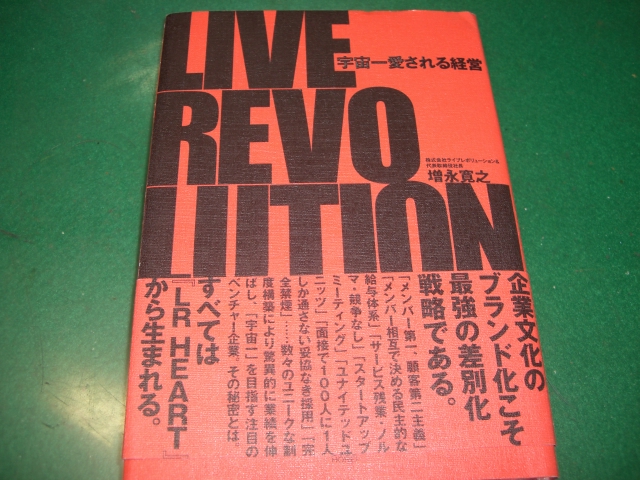 LIVE
REVO
LUTION
宇宙一愛される経営
株式会社ライブレボリューション
代表取締役社長
増永寛之
企業文化の
ブランド化こそ
最強の差別化
戦略である。
「メンバー第一、顧客第二主義」
「メンバー相互で決める民主的な
給与体系」「サービス残業・ノル
マ・競争なし」「スタートアップ
ミーティング」「ユナイテッドユ
ニッツ」「面接で100人に1人
しか通さない妥協なき採用」「完
全禁煙」……数々のユニークな制
度構築により驚異的に業績を伸
ばし、「宇宙一」を目指す注目の
ベンチャー企業、その秘密とは。
すべては
『LR HEART』
から生まれる。